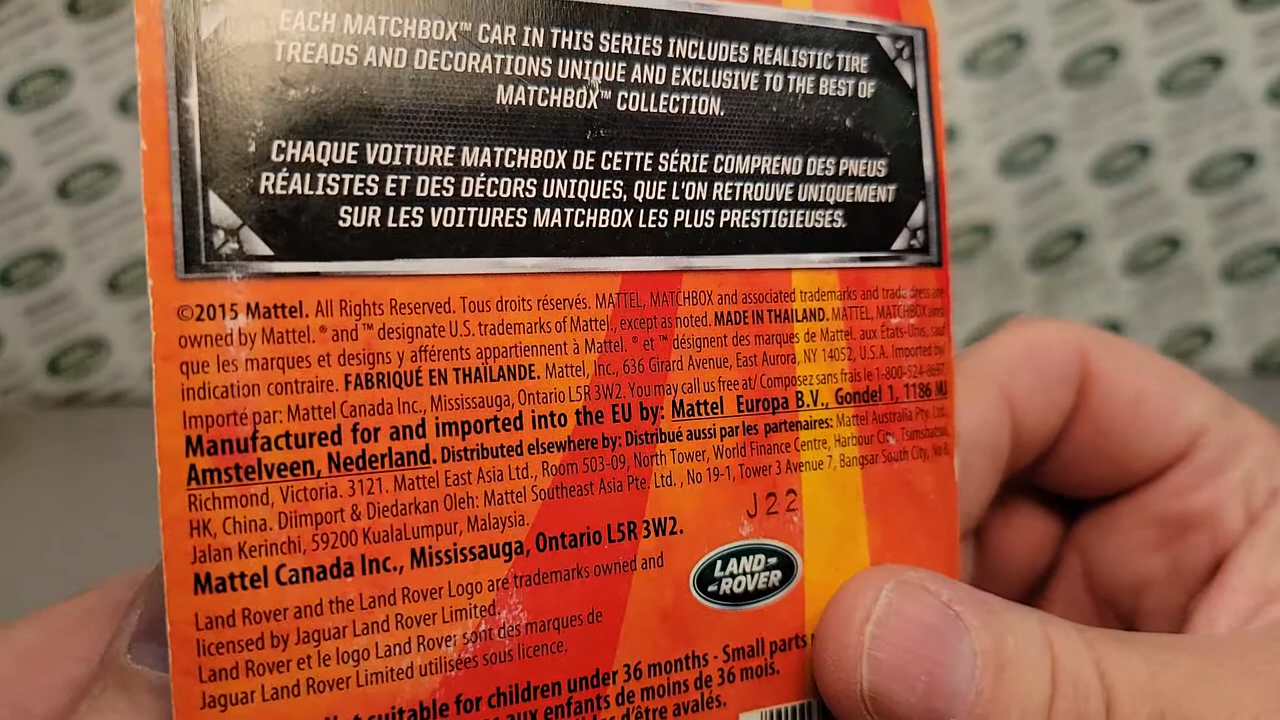 EACH MATCHBOX™ CAR IN THIS SERIES INCLUDES REALISTIC TIRE
TREADS AND DECORATIONS UNIQUE AND EXCLUSIVE TO THE BEST OF
MATCHBOX™ COLLECTION.
CHAQUE VOITURE MATCHBOX DE CETTE SÉRIE COMPREND DES PNEUS
RÉALISTES ET DES DÉCORS UNIQUES, QUE L'ON RETROUVE UNIQUEMENT
SUR LES VOITURES MATCHBOX LES PLUS PRESTIGIEUSES.
©2015 Mattel. All Rights Reserved. Tous droits réservés. MATTEL, MATCHBOX and associated trademarks and trade dress are
owned by Mattel. ® and ™ designate U.S. trademarks of Mattel, except as noted. MADE IN THAILAND. MATTEL, MATCHBOX ainsi
que les marques et designs y afférents appartiennent à Mattel. ® et ™ désignent des marques de Mattel, aux États-Unis, sauf
indication contraire. FABRIQUÉ EN THAÏLANDE. Mattel, Inc., 636 Girard Avenue, East Aurora, NY 14052, U.S.A. Imported by/
Importé par: Mattel Canada Inc., Mississauga, Ontario L5R 3W2. You may call us free at/ Composez sans frais le 1-800-524-8697.
Manufactured for and imported into the EU by: Mattel Europa B.V., Gondel 1, 1186 MJ
Amstelveen, Nederland. Distributed elsewhere by: Distribué aussi par les partenaires: Mattel Australia Pty. Ltd.,
Richmond, Victoria. 3121. Mattel East Asia Ltd., Room 503-09, North Tower, World Finance Centre, Harbour City, Tsimshatsui,
HK, China. Diimport & Diedarkan Oleh: Mattel Southeast Asia Pte. Ltd. , No 19-1, Tower 3 Avenue 7, Bangsar South City, No 8,
Jalan Kerinchi, 59200 KualaLumpur, Malaysia.
J22
Mattel Canada Inc., Mississauga, Ontario L5R 3W2.
LAND-
-ROVER
Land Rover and the Land Rover Logo are trademarks owned and
licensed by Jaguar Land Rover Limited.
Land Rover et le logo Land Rover sont des marques de
Jaguar Land Rover Limited utilisées sous licence.
suitable for children under 36 months - Small parts
aux enfants de moins de 36 mois.
d'être avalés.